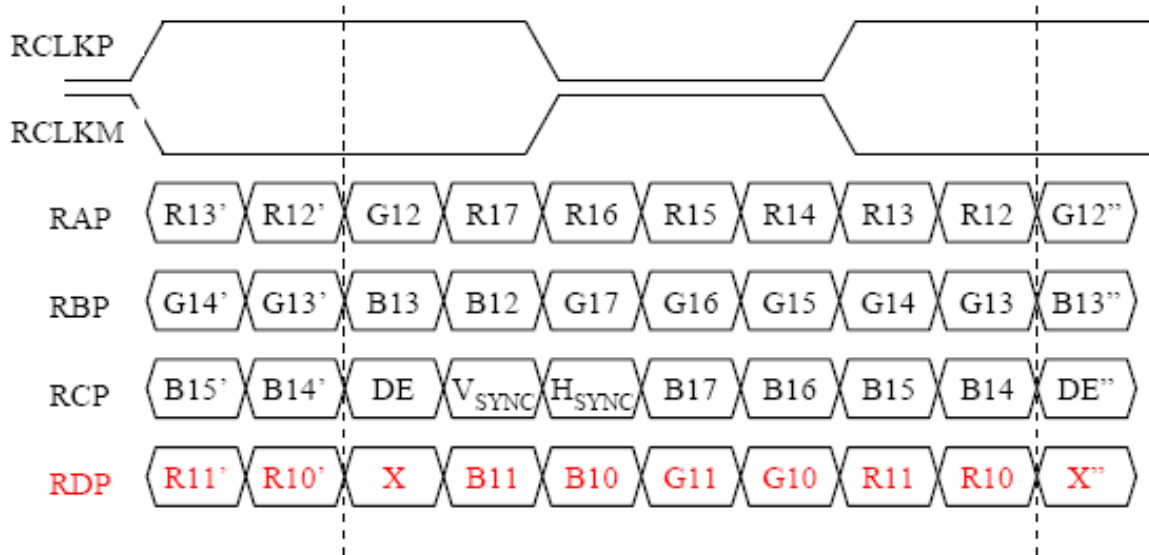 RCLKP
RCLKM
RAP R13’ R12’ G12 R17 R16 R15 R14 R13 R12 G12”
RBP G14’ G13’ B13 B12 G17 G16 G15 G14 G13 B13”
RCP B15’ B14’ DE VSYNC HSYNC B17 B16 B15 B14 DE”
RDP R11’ R10’ X B11 B10 G11 G10 R11 R10 X”